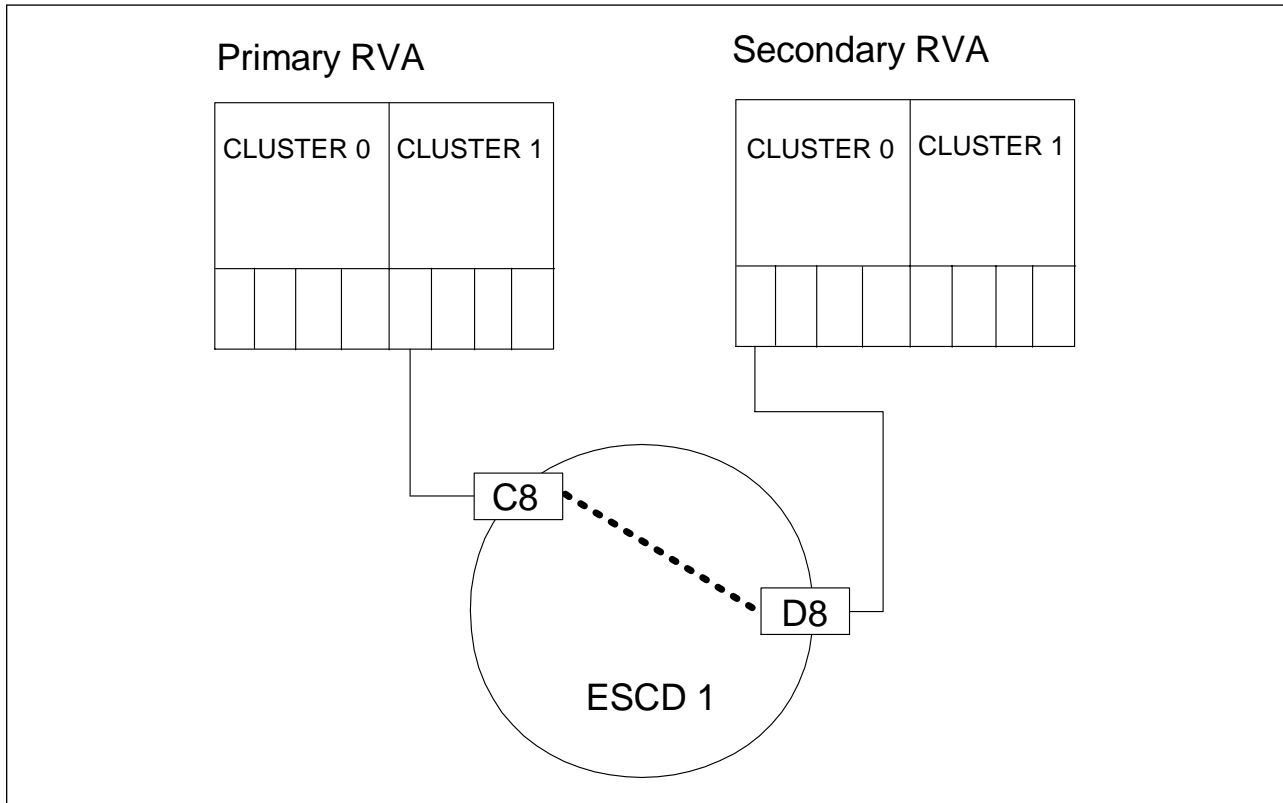 Primary RVA
Secondary RVA
CLUSTER 0
CLUSTER 1
CLUSTER 0
CLUSTER 1
C8
D8
ESCD 1